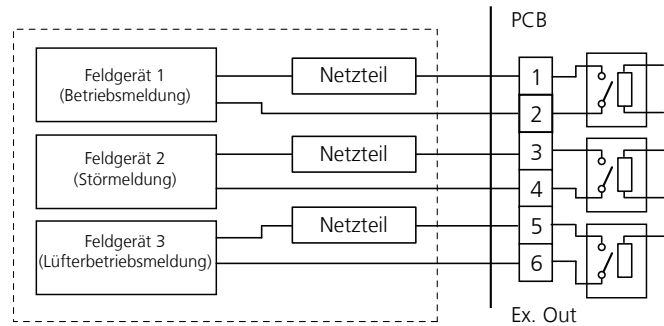 PCB
Feldgerät 1
(Betriebsmeldung)
Netzteil
1
2
Feldgerät 2
(Störmeldung)
Netzteil
3
4
Feldgerät 3
(Lüfterbetriebsmeldung)
Netzteil
5
6
Ex. Out